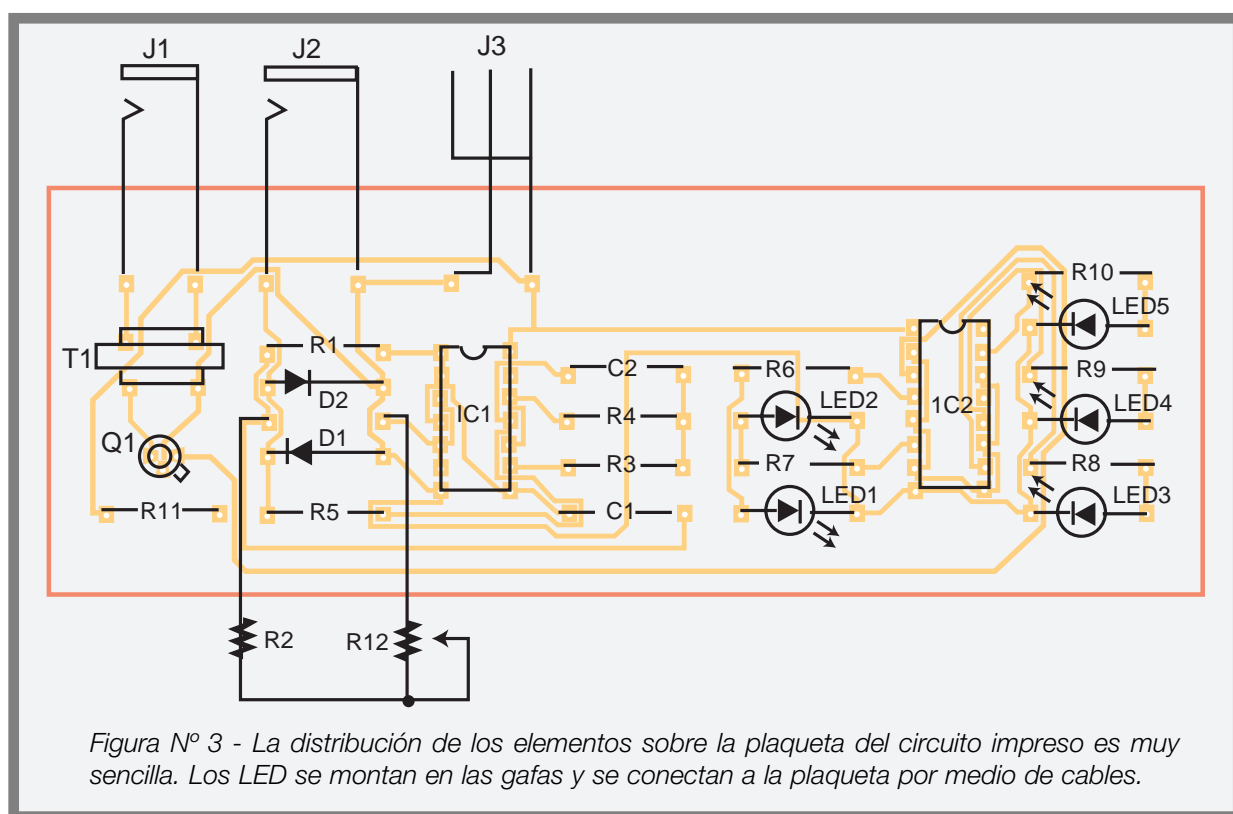 J1
J2
J3
R10
LED5
T1
R1
C2
R6
R9
D2
IC1
R4
LED2
1C2
LED4
Q1
D1
R3
R7
R8
LED1
LED3
R11
R5
C1
R2
R12
Figura Nº 3 - La distribución de los elementos sobre la plaqueta del circuito impreso es muy
sencilla. Los LED se montan en las gafas y se conectan a la plaqueta por medio de cables.